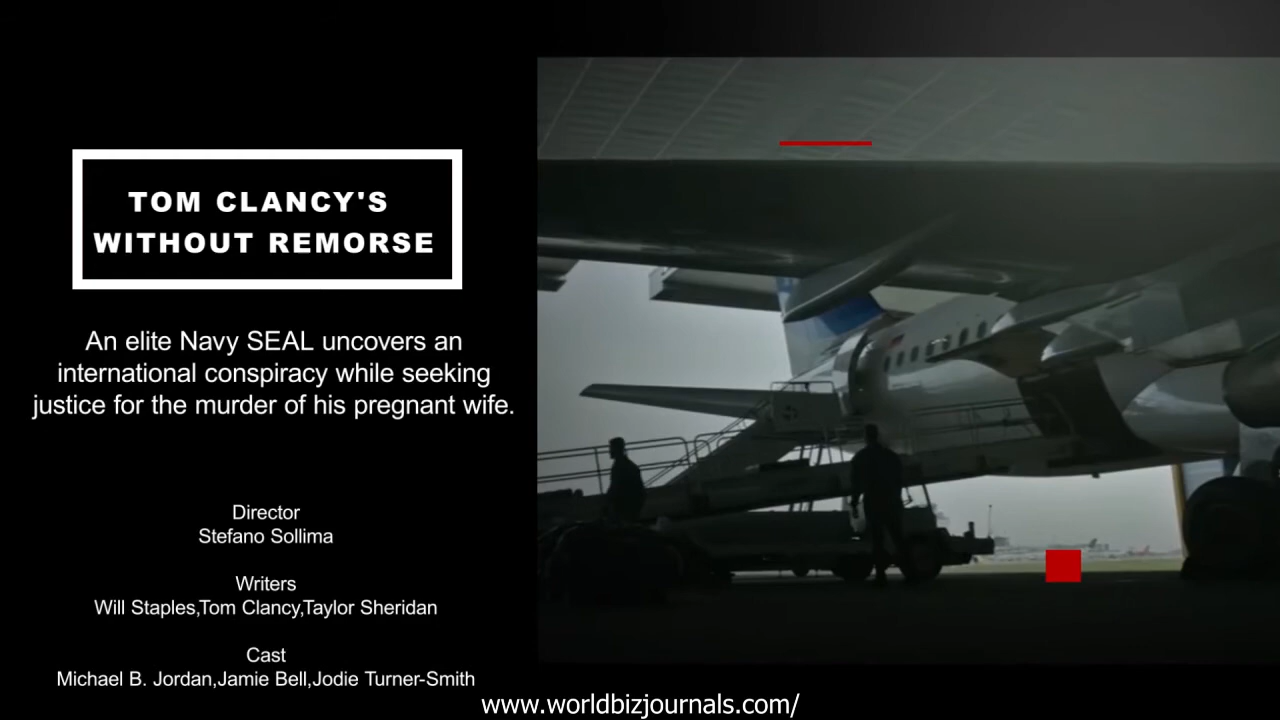 TOM CLANCY'S
WITHOUT REMORSE
An elite Navy SEAL uncovers an
international conspiracy while seeking
justice for the murder of his pregnant wife.
Director
Stefano Sollima
Writers
Will Staples,Tom Clancy,Taylor Sheridan
Cast
Michael B. Jordan,Jamie Bell,Jodie Turner-Smith
www.worldbizjournals.com/